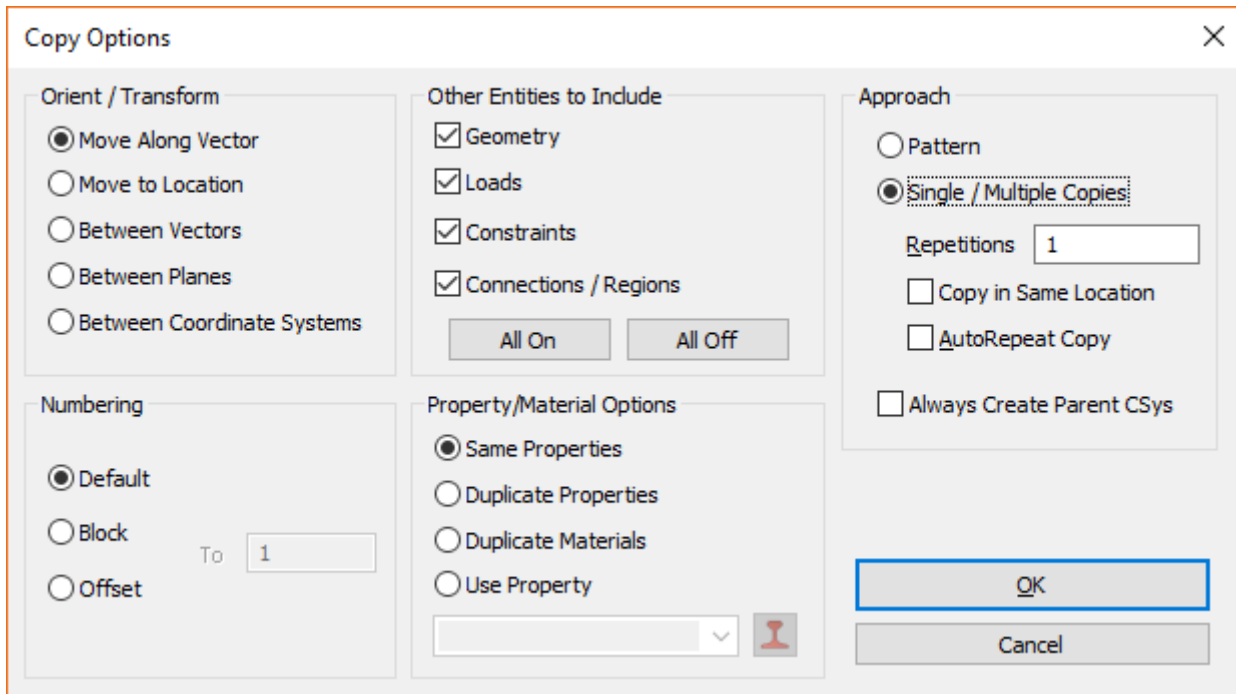 Copy Options
Orient / Transform
Move Along Vector
Move to Location
Between Vectors
Between Planes
Between Coordinate Systems
Other Entities to Include
Geometry
Loads
Constraints
Connections / Regions
All On
All Off
Approach
Pattern
Single / Multiple Copies
Repetitions 1
Copy in Same Location
AutoRepeat Copy
Always Create Parent CSys
Numbering
Default
Block
To 1
Offset
Property/Material Options
Same Properties
Duplicate Properties
Duplicate Materials
Use Property
OK
Cancel